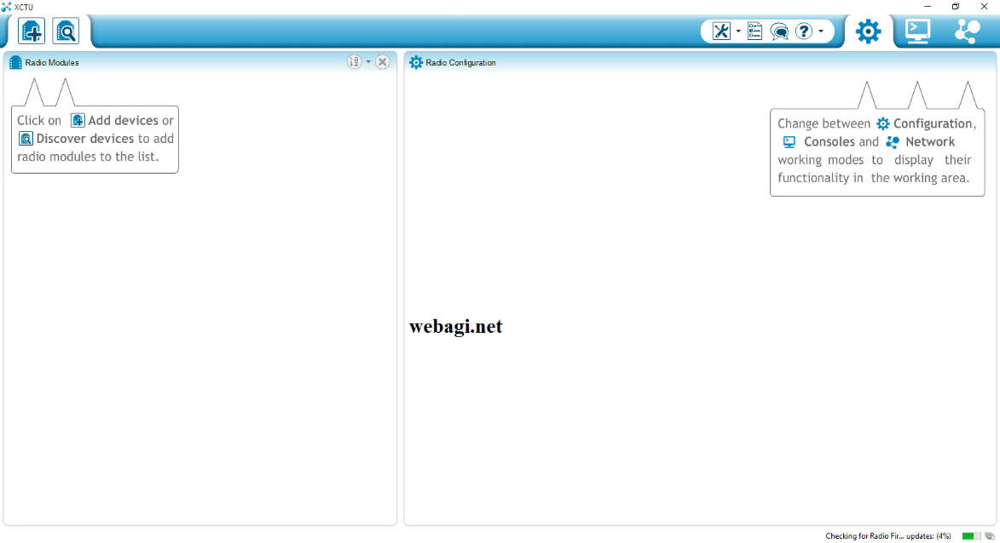 XCTU
Radio Modules
Radio Configuration
Click on Add devices or
Discover devices to add
radio modules to the list.
Change between Configuration,
Consoles and Network
working modes to display their
functionality in the working area.
webagi.net
Checking for Radio Fir... updates: (4%)